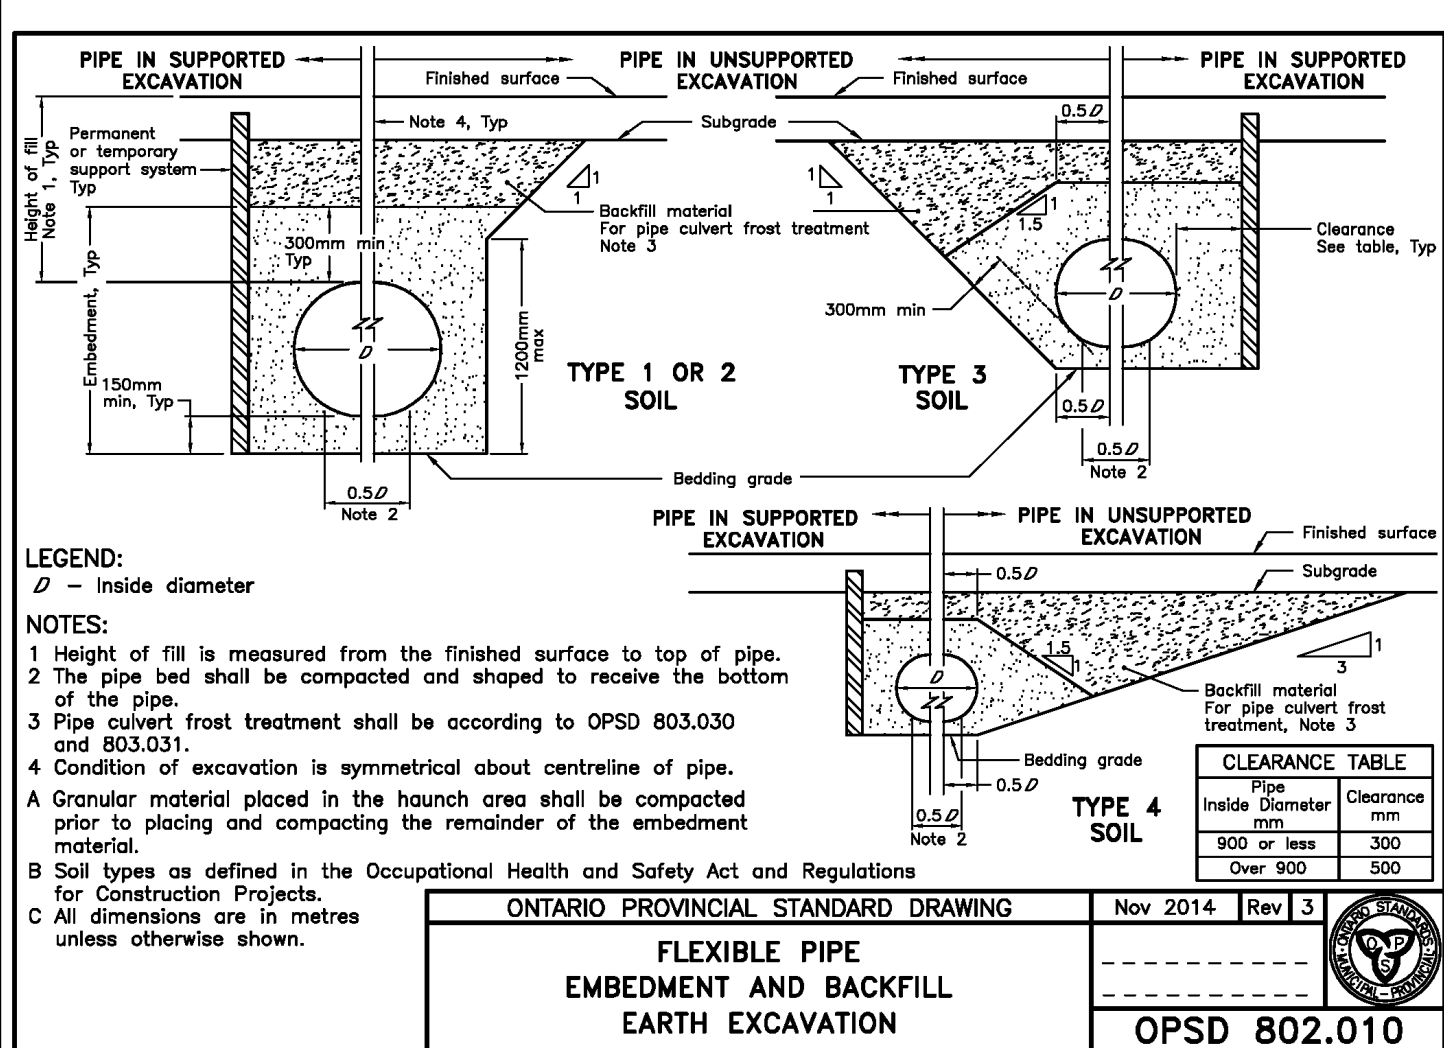 PIPE IN SUPPORTED
EXCAVATION
PIPE IN UNSUPPORTED
EXCAVATION
PIPE IN SUPPORTED
EXCAVATION
Finished surface
Finished surface
Height of fill
Note 1, Typ
Permanent
or temporary
support system
Typ
Note 4, Typ
Subgrade
0.5D
1
1
1
1
Backfill material
For pipe culvert frost treatment
Note 3
1
1.5
Clearance
See table, Typ
300mm min
Typ
Embedment, Typ
300mm min
D
D
1200mm
max
150mm
min, Typ
TYPE 1 OR 2
SOIL
TYPE 3
SOIL
0.5D
0.5D
Note 2
Bedding grade
0.5D
Note 2
PIPE IN SUPPORTED
EXCAVATION
PIPE IN UNSUPPORTED
EXCAVATION
Finished surface
Subgrade
0.5D
1.5
1
1
3
D
Backfill material
For pipe culvert frost
treatment, Note 3
Bedding grade
0.5D
0.5D
Note 2
TYPE 4
SOIL
LEGEND:
D – Inside diameter
NOTES:
1 Height of fill is measured from the finished surface to top of pipe.
2 The pipe bed shall be compacted and shaped to receive the bottom
of the pipe.
3 Pipe culvert frost treatment shall be according to OPSD 803.030
and 803.031.
4 Condition of excavation is symmetrical about centreline of pipe.
A Granular material placed in the haunch area shall be compacted
prior to placing and compacting the remainder of the embedment
material.
B Soil types as defined in the Occupational Health and Safety Act and Regulations
for Construction Projects.
C All dimensions are in metres
unless otherwise shown.
CLEARANCE TABLE
Pipe
Inside Diameter
mm
Clearance
mm
900 or less 300
Over 900 500
ONTARIO PROVINCIAL STANDARD DRAWING
Nov 2014 Rev 3
FLEXIBLE PIPE
EMBEDMENT AND BACKFILL
EARTH EXCAVATION
ONTARIO STANDARDS
MUNICIPAL – PROVINCIAL
O P
S
OPSD 802.010